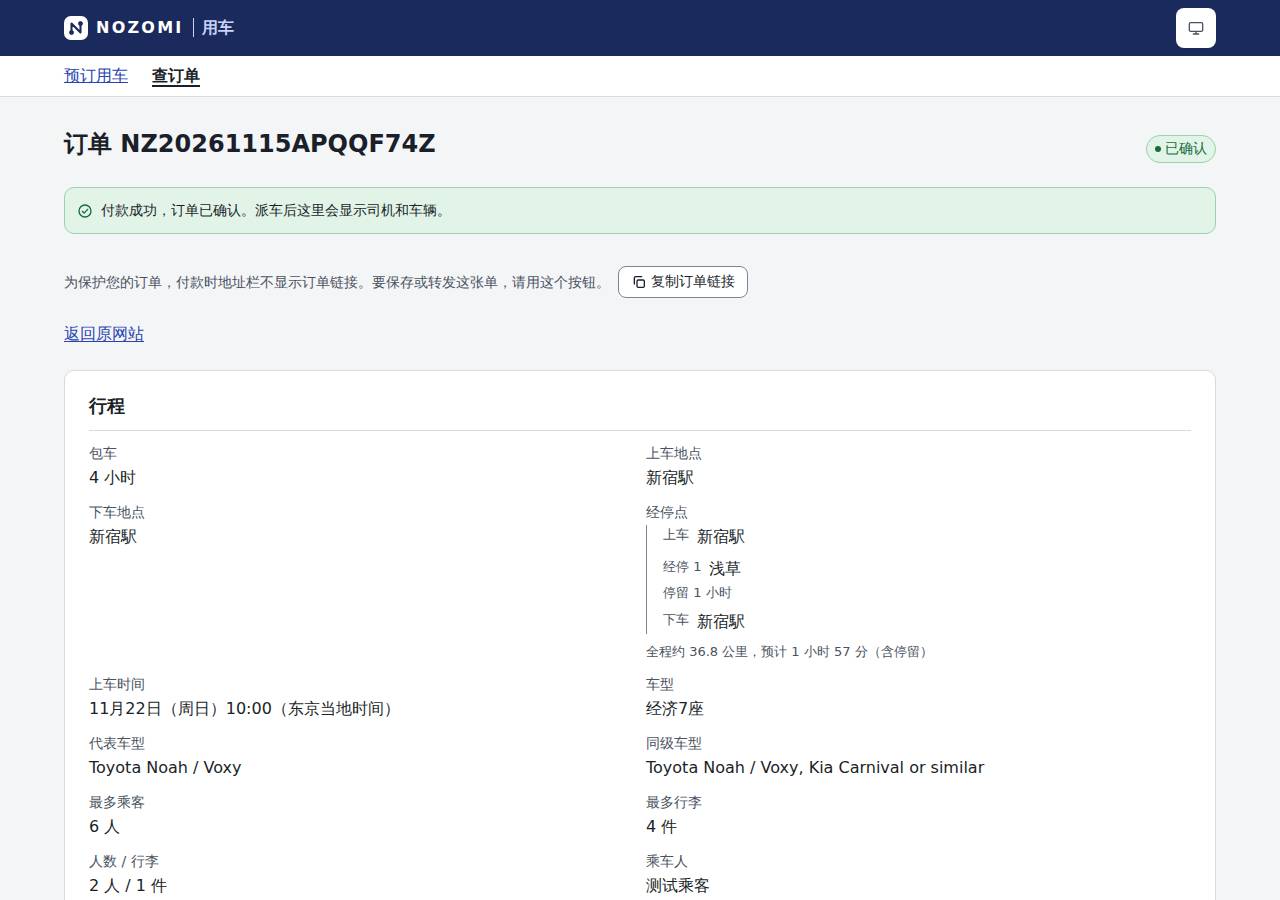 NOZOMI 用车
预订用车 查订单
订单 NZ20261115APQQF74Z
已确认
付款成功，订单已确认。派车后这里会显示司机和车辆。
为保护您的订单，付款时地址栏不显示订单链接。要保存或转发这张单，请用这个按钮。 复制订单链接
返回原网站
行程
包车
4 小时
上车地点
新宿駅
下车地点
新宿駅
经停点
上车 新宿駅
经停 1 浅草
停留 1 小时
下车 新宿駅
全程约 36.8 公里，预计 1 小时 57 分（含停留）
上车时间
11月22日（周日）10:00（东京当地时间）
车型
经济7座
代表车型
Toyota Noah / Voxy
同级车型
Toyota Noah / Voxy, Kia Carnival or similar
最多乘客
6 人
最多行李
4 件
人数 / 行李
2 人 / 1 件
乘车人
测试乘客